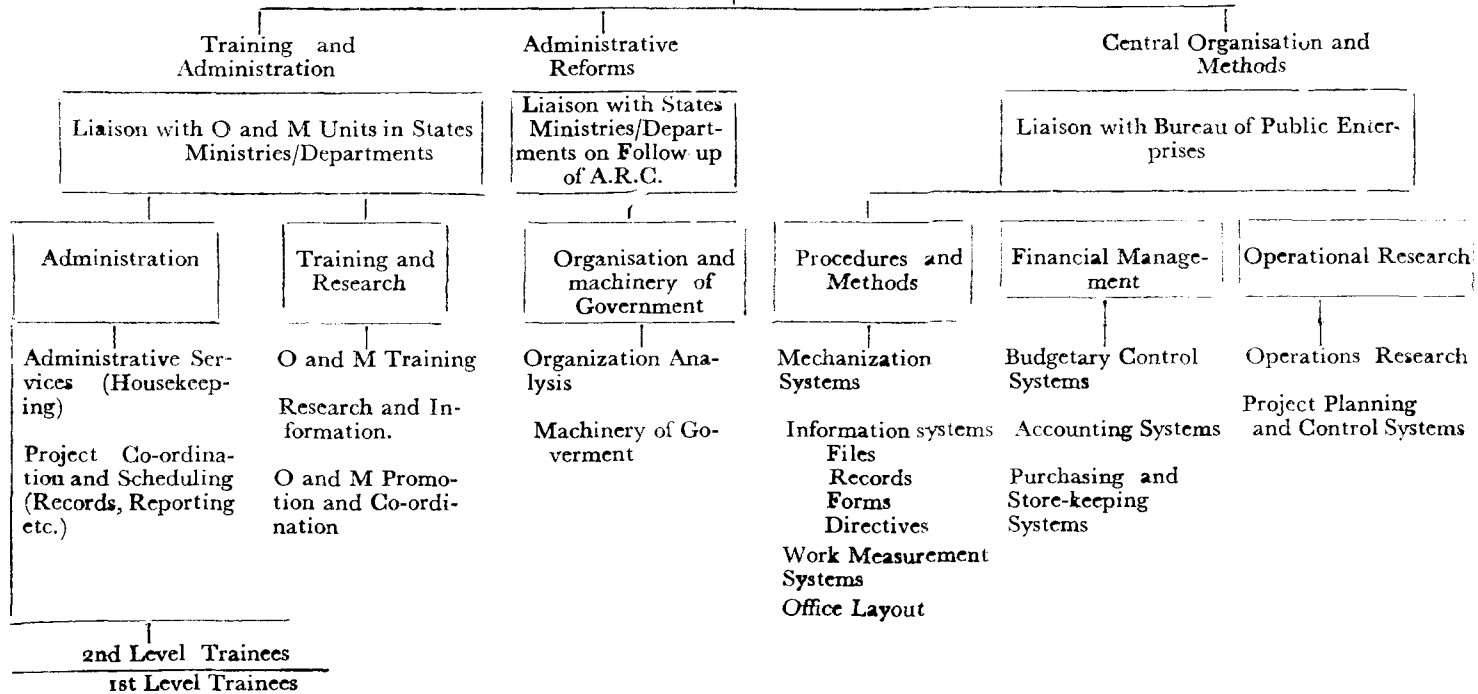 Training and
Administration
Administrative
Reforms
Central Organisation and
Methods
Liaison with O and M Units in States
Ministries/Departments
Liaison with States
Ministries/Depart-
ments on Follow up
of A.R.C.
Liaison with Bureau of Public Enter-
prises
Administration
Training and
Research
Organisation and
machinery of
Government
Procedures and
Methods
Financial Manage-
ment
Operational Research
Administrative Ser-
vices (Housekeep-
ing)
Project Co-ordina-
tion and Scheduling
(Records, Reporting
etc.)
O and M Training
Research and In-
formation.
O and M Promo-
tion and Co-ordi-
nation
Organization Ana-
lysis
Machinery of Go-
verment
Mechanization
Systems
Information systems
Files
Records
Forms
Directives
Work Measurement
Systems
Office Layout
Budgetary Control
Systems
Accounting Systems
Purchasing and
Store-keeping
Systems
Operations Research
Project Planning
and Control Systems
2nd Level Trainees
1st Level Trainees